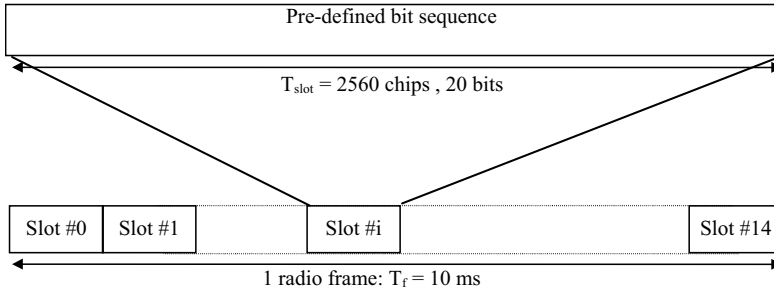 Pre-defined bit sequence
Tslot = 2560 chips , 20 bits
Slot #0 Slot #1 Slot #i Slot #14
1 radio frame: Tf = 10 ms